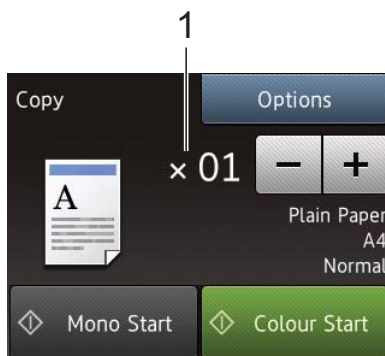 1
Copy
Options
× 01 − +
A
Plain Paper
A4
Normal
Mono Start
Colour Start